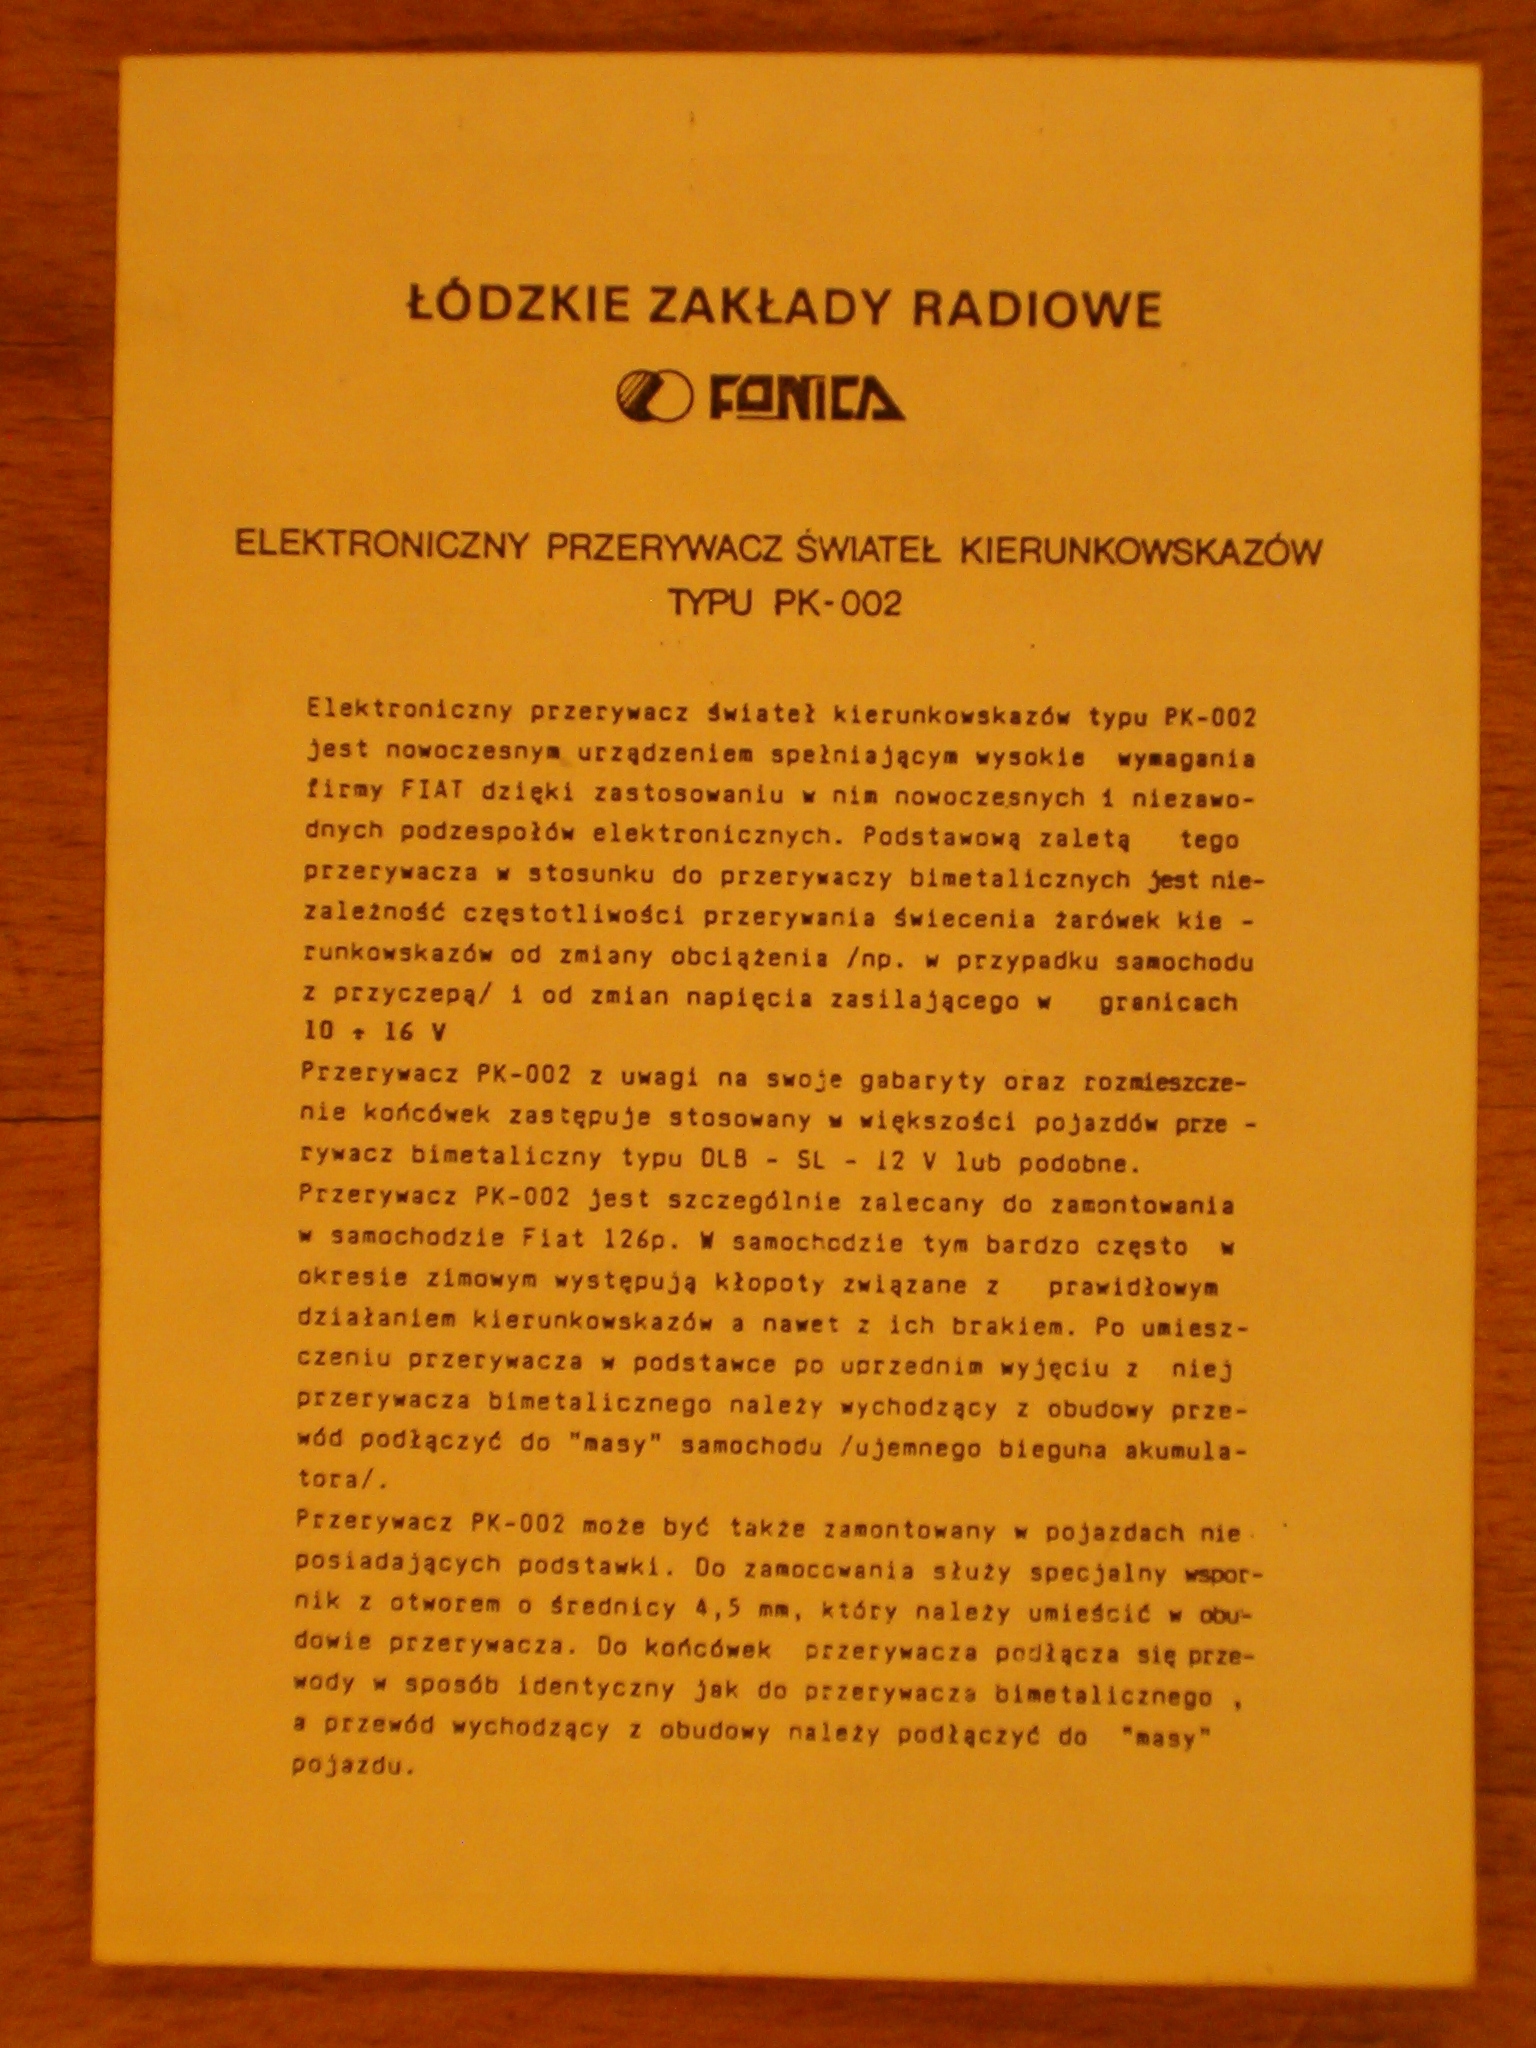 ŁÓDZKIE ZAKŁADY RADIOWE
FONICA
ELEKTRONICZNY PRZERYWACZ ŚWIATEŁ KIERUNKOWSKAZÓW
TYPU PK-002
Elektroniczny przerywacz świateł kierunkowskazów typu PK-002
jest nowoczesnym urządzeniem spełniającym wysokie wymagania
firmy FIAT dzięki zastosowaniu w nim nowoczesnych i niezawo-
dnych podzespołów elektronicznych. Podstawową zaletą tego
przerywacza w stosunku do przerywaczy bimetalicznych jest nie-
zależność częstotliwości przerywania świecenia żarówek kie -
runkowskazów od zmiany obciążenia /np. w przypadku samochodu
z przyczepą/ i od zmian napięcia zasilającego w granicach
10 ÷ 16 V
Przerywacz PK-002 z uwagi na swoje gabaryty oraz rozmieszcze-
nie końcówek zastępuje stosowany w większości pojazdów prze -
rywacz bimetaliczny typu OLB - SL - 12 V lub podobne.
Przerywacz PK-002 jest szczególnie zalecany do zamontowania
w samochodzie Fiat 126p. W samochodzie tym bardzo często w
okresie zimowym występują kłopoty związane z prawidłowym
działaniem kierunkowskazów a nawet z ich brakiem. Po umiesz-
czeniu przerywacza w podstawce po uprzednim wyjęciu z niej
przerywacza bimetalicznego należy wychodzący z obudowy prze-
wód podłączyć do "masy" samochodu /ujemnego bieguna akumula-
tora/.
Przerywacz PK-002 może być także zamontowany w pojazdach nie
posiadających podstawki. Do zamocowania służy specjalny wspor-
nik z otworem o średnicy 4,5 mm, który należy umieścić w obu-
dowie przerywacza. Do końcówek przerywacza podłącza się prze-
wody w sposób identyczny jak do przerywacza bimetalicznego ,
a przewód wychodzący z obudowy należy podłączyć do "masy"
pojazdu.